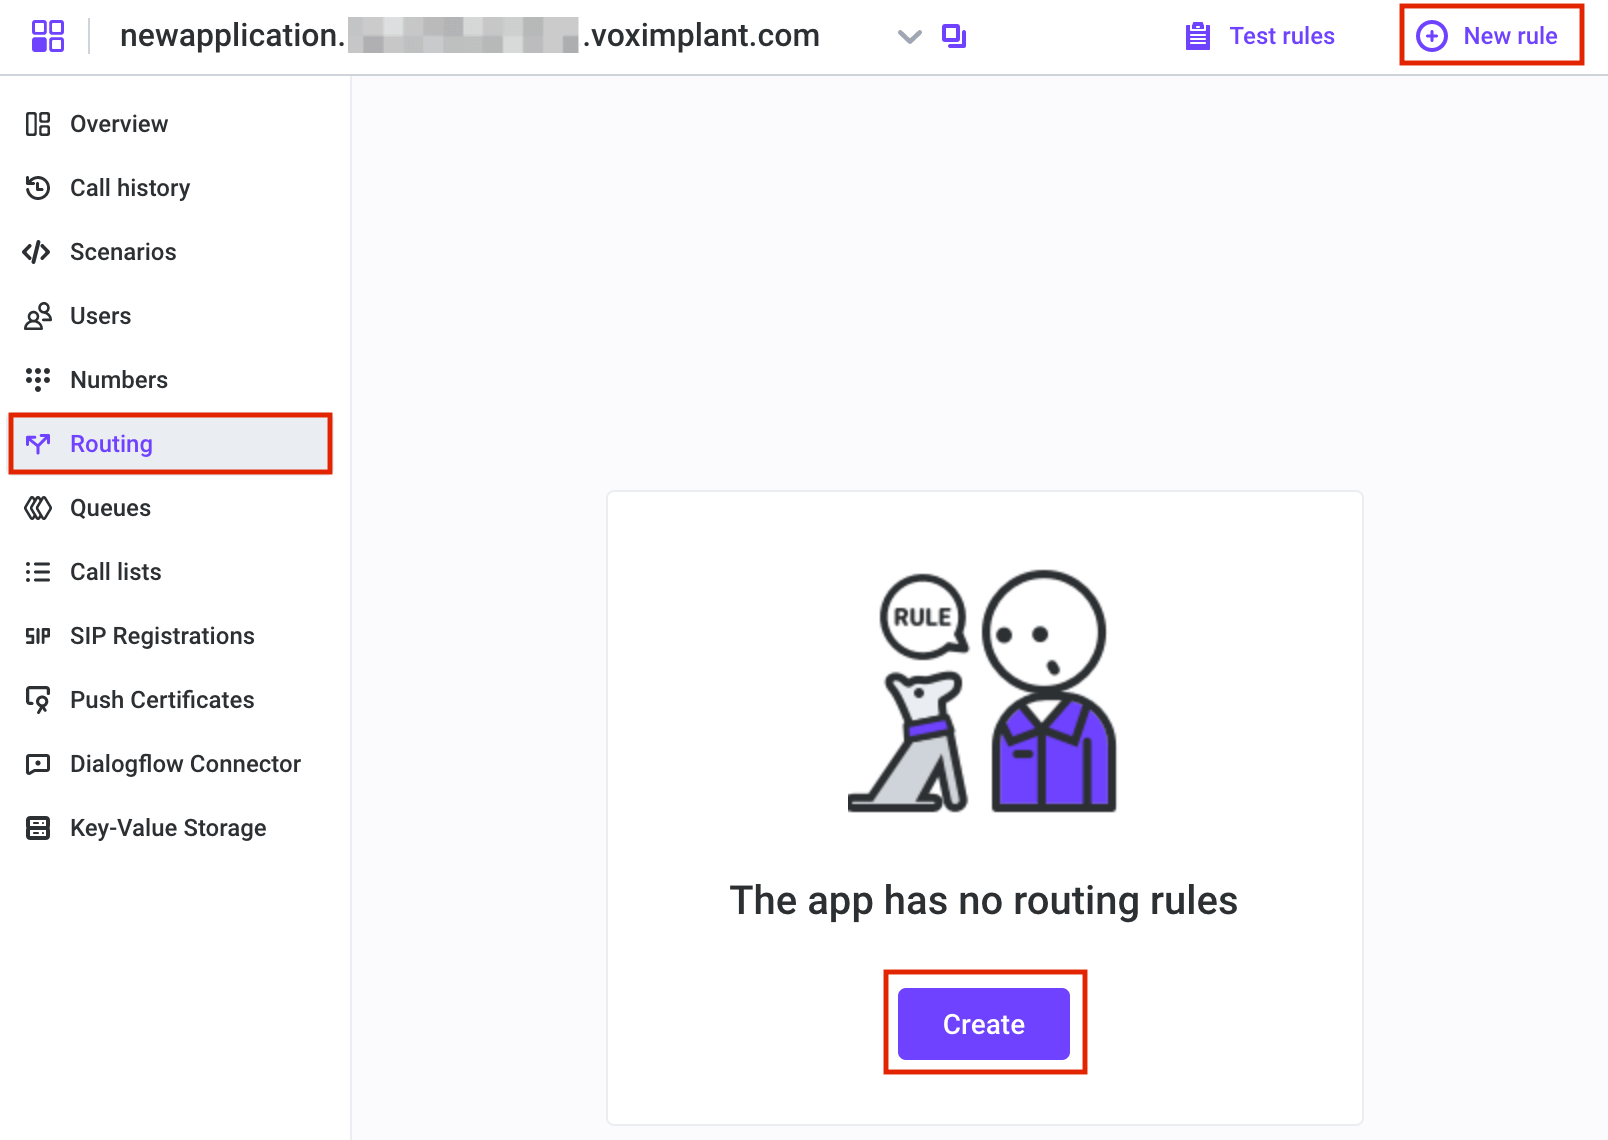 newapplication. .voximplant.com
Test rules
New rule
Overview
Call history
Scenarios
Users
Numbers
Routing
Queues
Call lists
SIP SIP Registrations
Push Certificates
Dialogflow Connector
Key-Value Storage
RULE
The app has no routing rules
Create